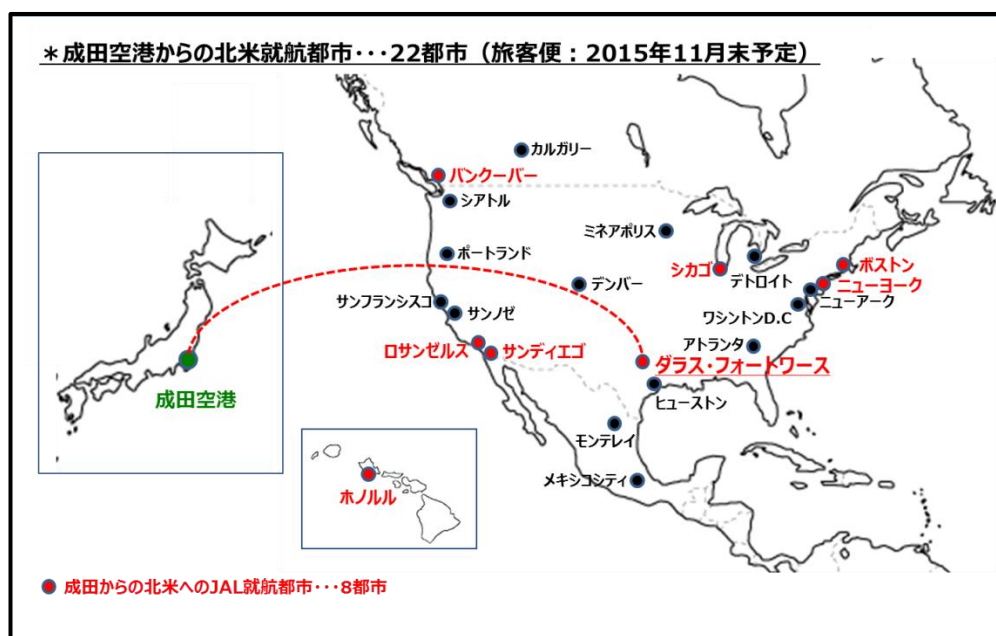 ＊成田空港からの北米就航都市･･･22都市（旅客便：2015年11月末予定）
カルガリー
バンクーバー
シアトル
ミネアポリス
ポートランド
シカゴ
デトロイト
ボストン
ニューヨーク
デンバー
ニューアーク
サンフランシスコ
サンノゼ
ワシントンD.C
ロサンゼルス
サンディエゴ
アトランタ
ダラス・フォートワース
成田空港
ヒューストン
モンテレイ
メキシコシティ
ホノルル
成田からの北米へのJAL就航都市･･･8都市